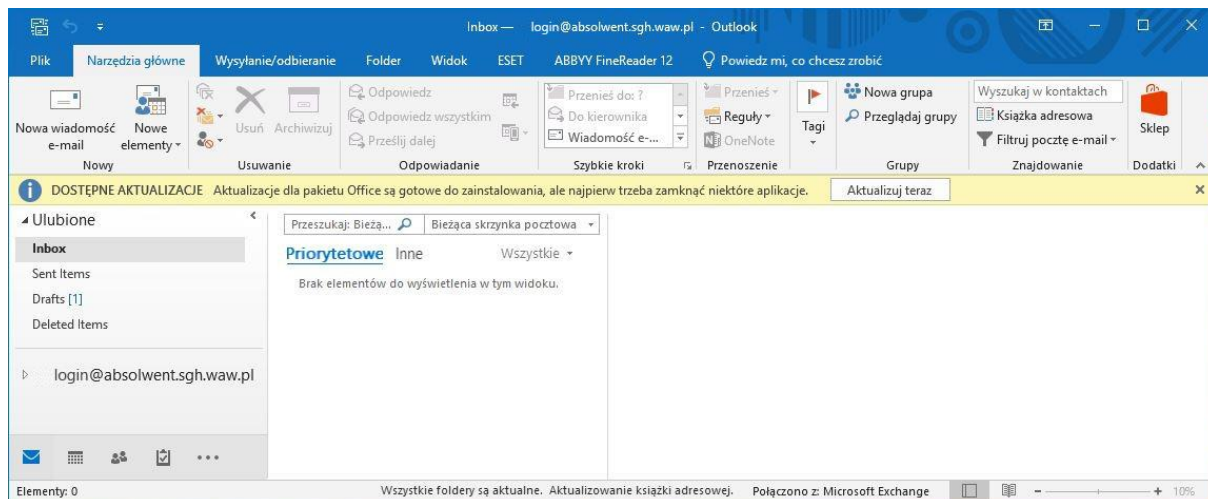 Inbox — login@absolwent.sgh.waw.pl - Outlook
Plik Narzędzia główne Wysyłanie/odbieranie Folder Widok ESET ABBYY FineReader 12 Powiedz mi, co chcesz zrobić
Nowa wiadomość e-mail
Nowe elementy
Nowy
Usuń
Archiwizuj
Usuwanie
Odpowiedz
Odpowiedz wszystkim
Prześlij dalej
Odpowiadanie
Przenieś do: ?
Do kierownika
Wiadomość e-...
Szybkie kroki
Przenieś
Reguły
OneNote
Przenoszenie
Tagi
Nowa grupa
Przeglądaj grupy
Grupy
Wyszukaj w kontaktach
Książka adresowa
Filtruj pocztę e-mail
Znajdowanie
Sklep
Dodatki
DOSTĘPNE AKTUALIZACJE Aktualizacje dla pakietu Office są gotowe do zainstalowania, ale najpierw trzeba zamknąć niektóre aplikacje. Aktualizuj teraz
Ulubione
Inbox
Sent Items
Drafts [1]
Deleted Items
login@absolwent.sgh.waw.pl
Przeszukaj: Bieżą... Bieżąca skrzynka pocztowa
Priorytetowe Inne Wszystkie
Brak elementów do wyświetlenia w tym widoku.
Elementy: 0 Wszystkie foldery są aktualne. Aktualizowanie książki adresowej. Połączono z: Microsoft Exchange 10%